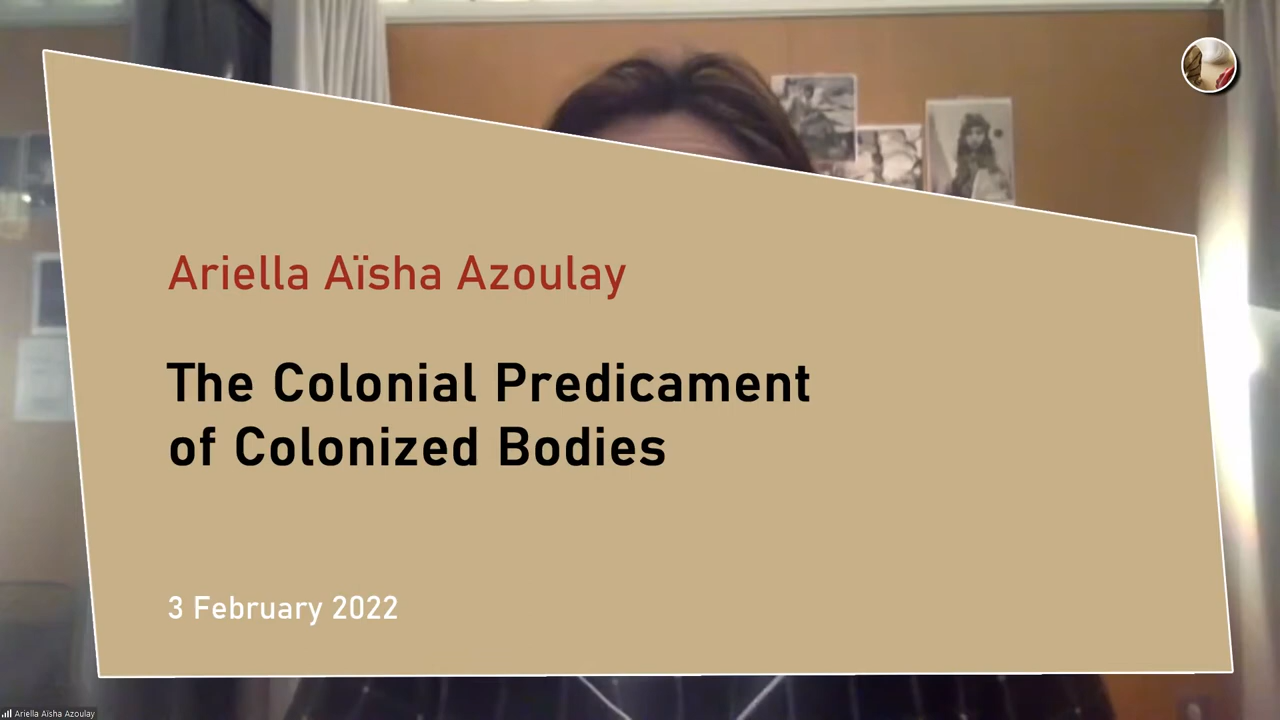 Ariella Aïsha Azoulay
The Colonial Predicament
of Colonized Bodies
3 February 2022
Ariella Aïsha Azoulay